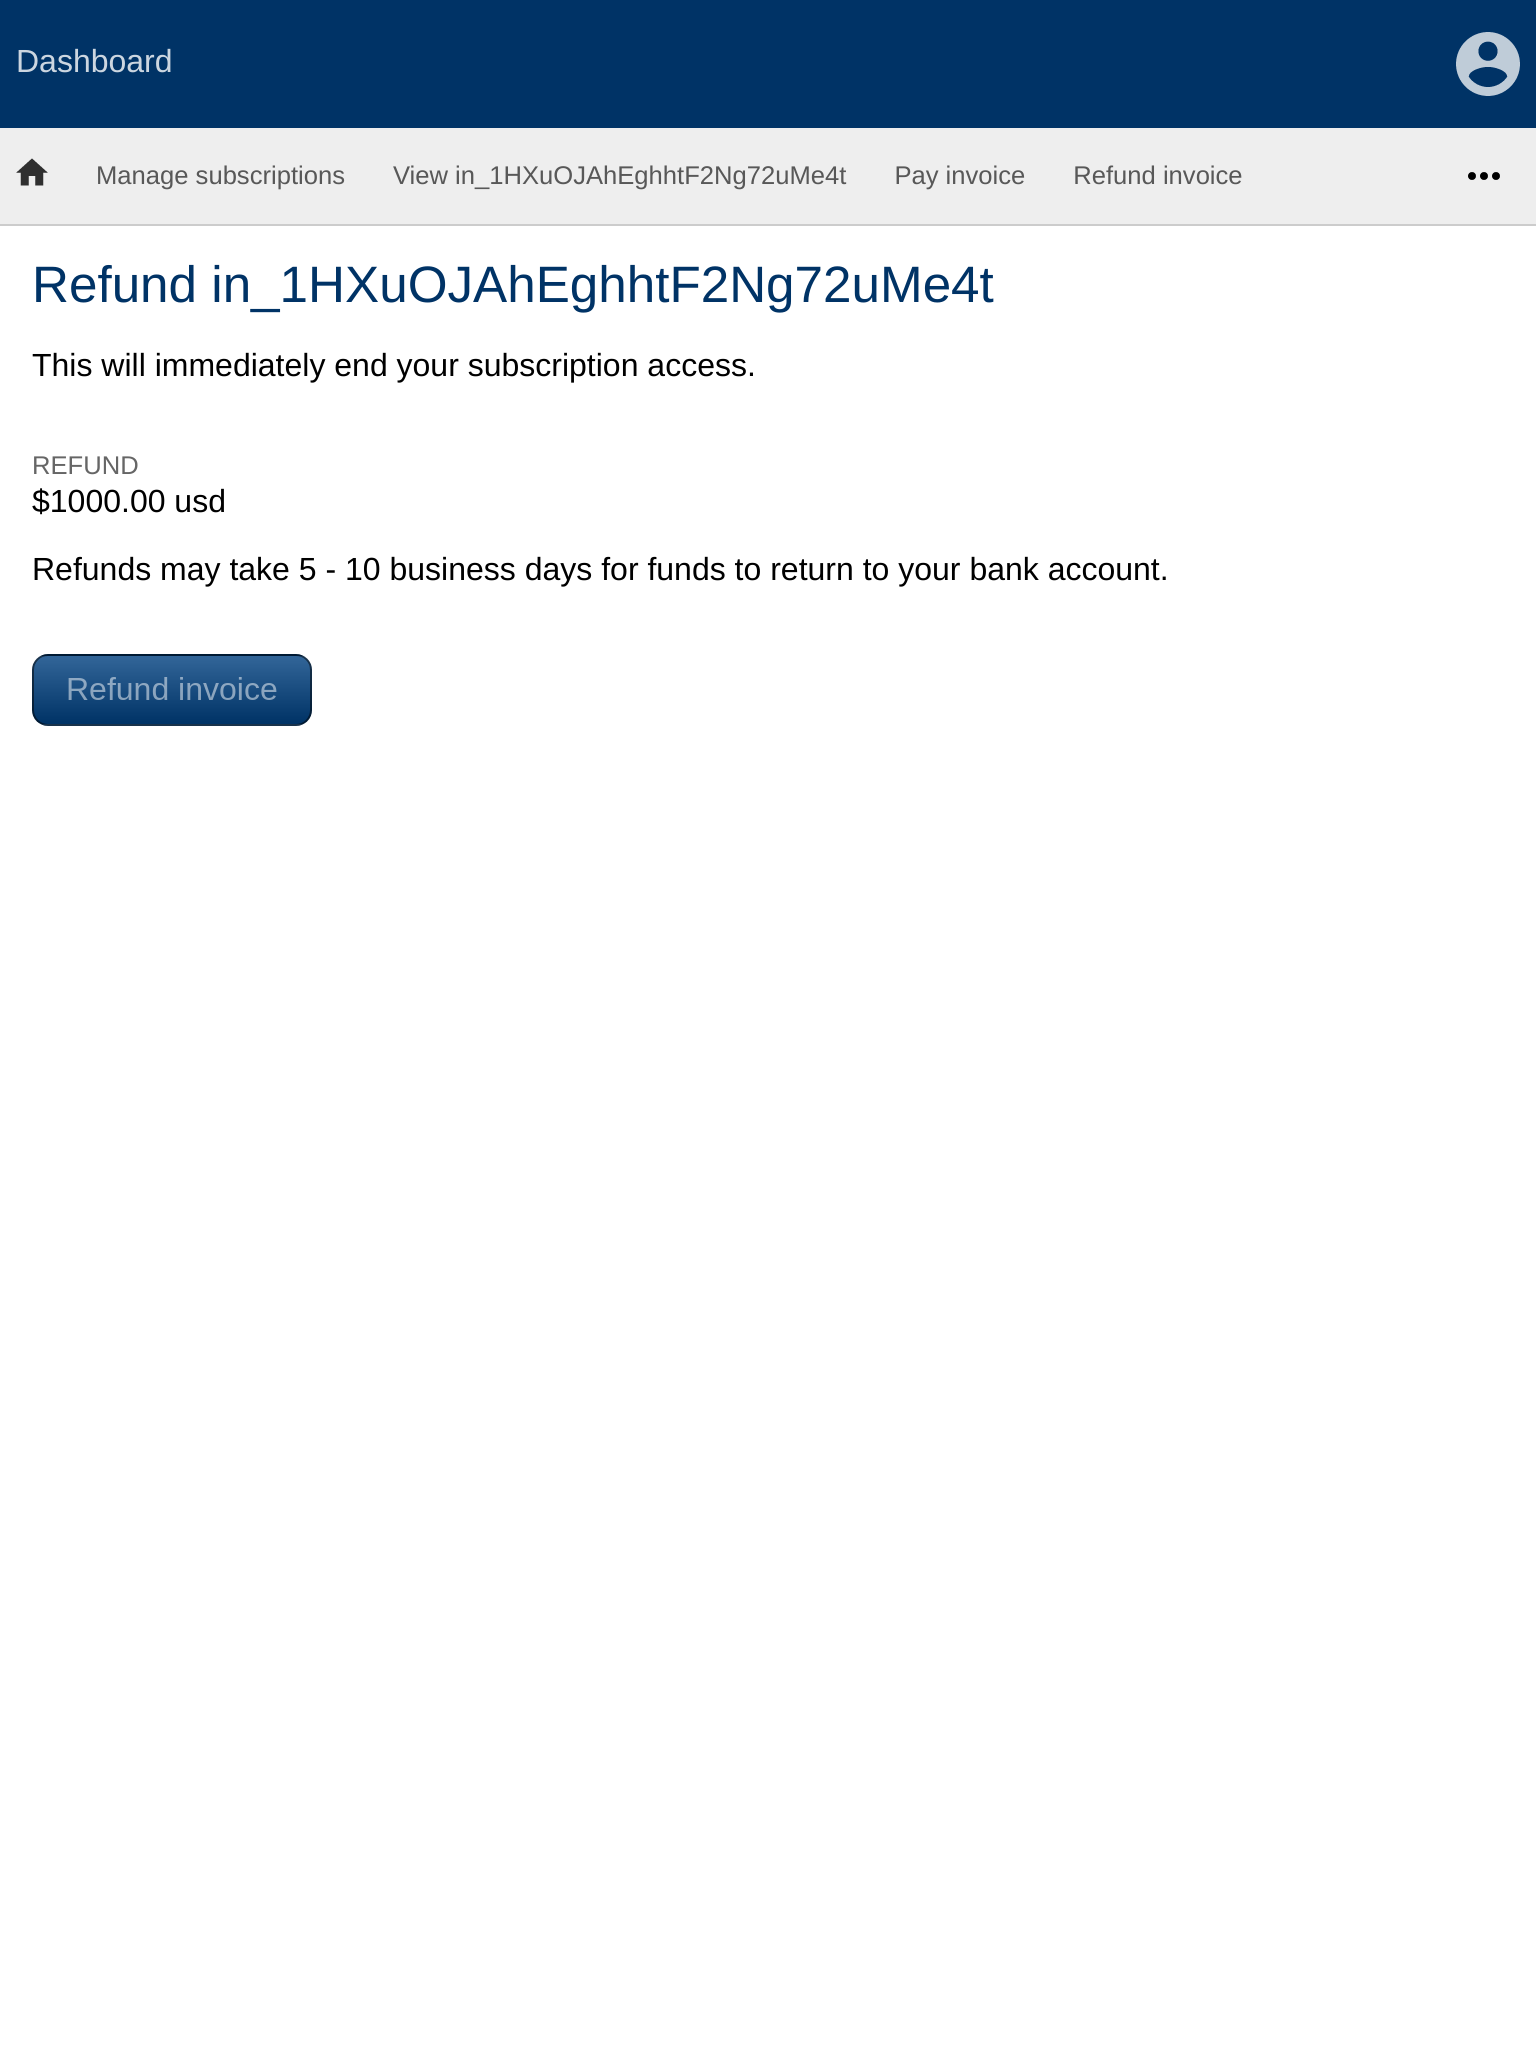 Dashboard
Manage subscriptions View in_1HXuOJAhEghhtF2Ng72uMe4t Pay invoice Refund invoice
Refund in_1HXuOJAhEghhtF2Ng72uMe4t
This will immediately end your subscription access.
REFUND
$1000.00 usd
Refunds may take 5 - 10 business days for funds to return to your bank account.
Refund invoice